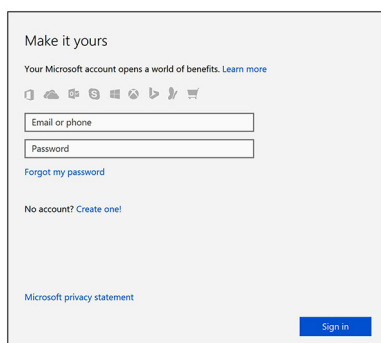 Make it yours
Your Microsoft account opens a world of benefits. Learn more
Email or phone
Password
Forgot my password
No account? Create one!
Microsoft privacy statement
Sign in